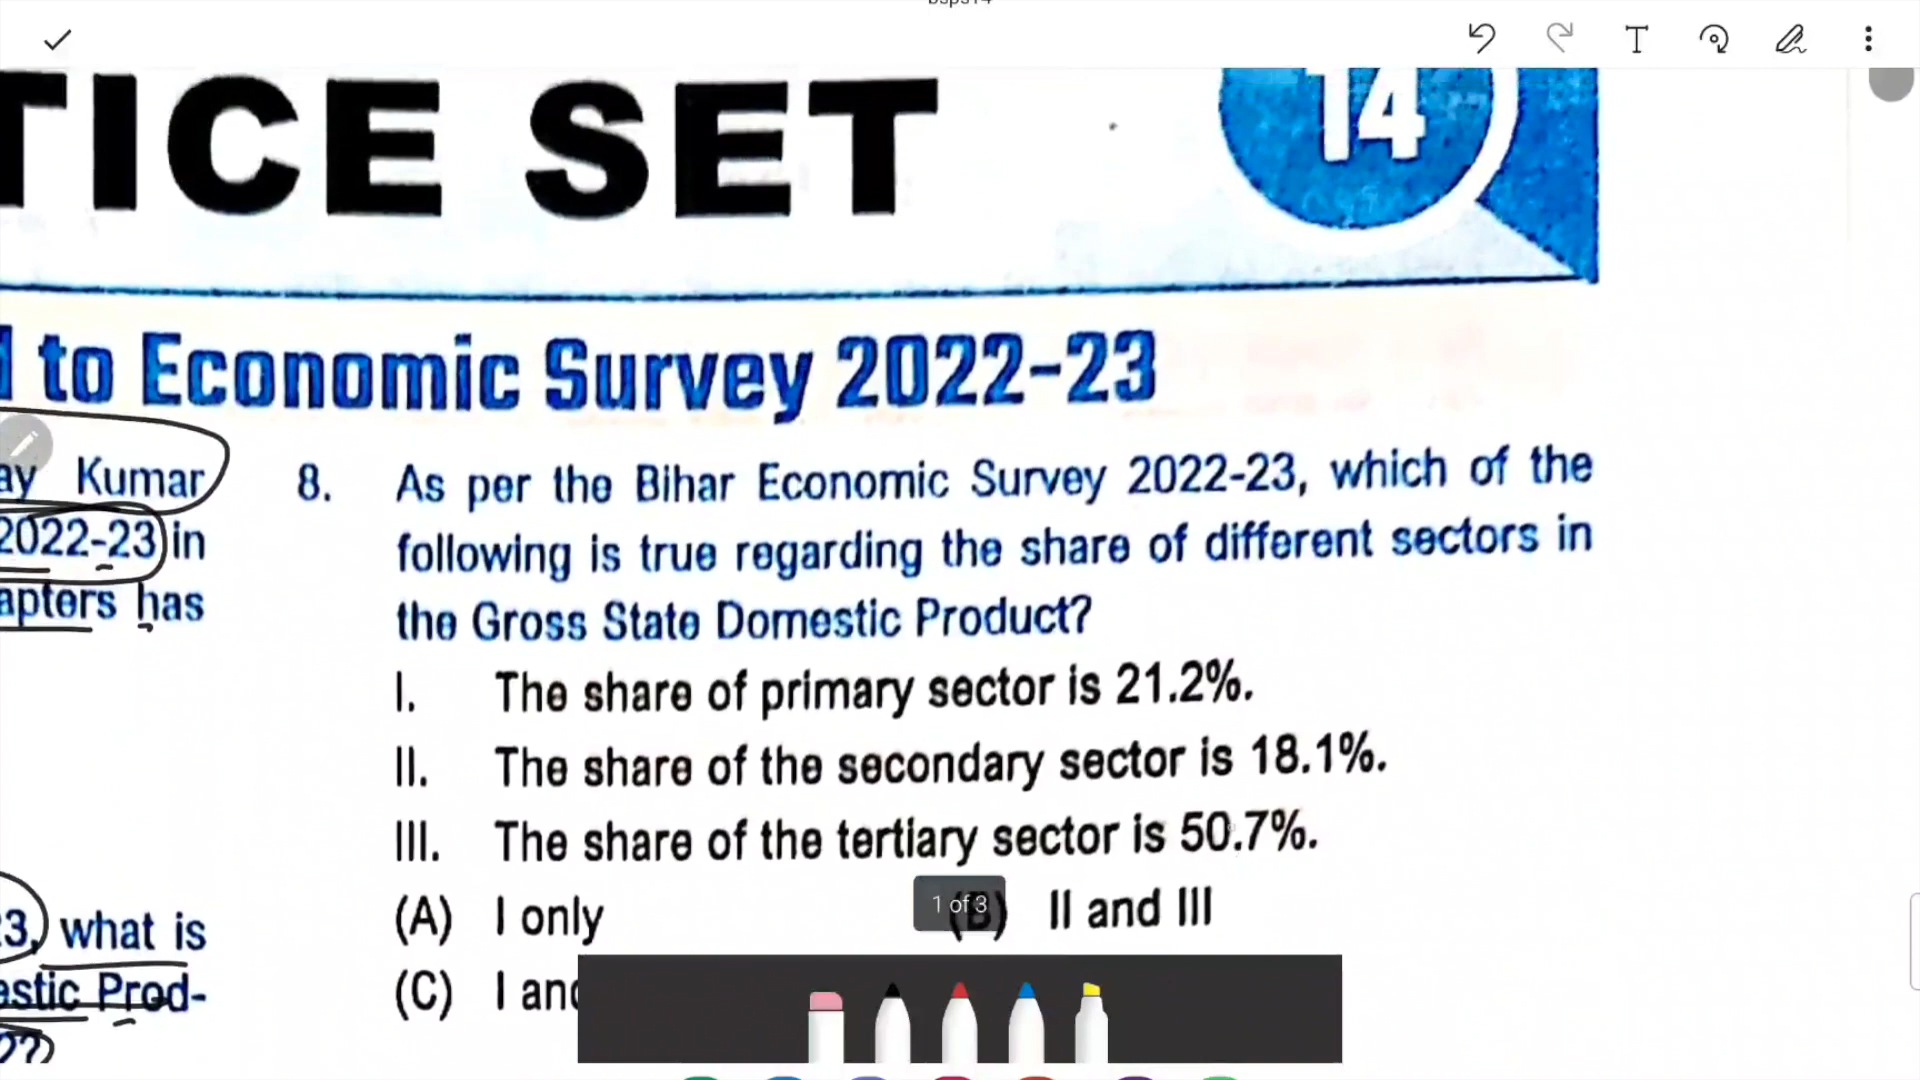 TICE SET
14
to Economic Survey 2022-23
ay Kumar
2022-23 in
apters has
8. As per the Bihar Economic Survey 2022-23, which of the
following is true regarding the share of different sectors in
the Gross State Domestic Product?
I. The share of primary sector is 21.2%.
II. The share of the secondary sector is 18.1%.
III. The share of the tertiary sector is 50.7%.
(A) I only
(B) II and III
1 of 3
(C) I and
3, what is
estic Prod-